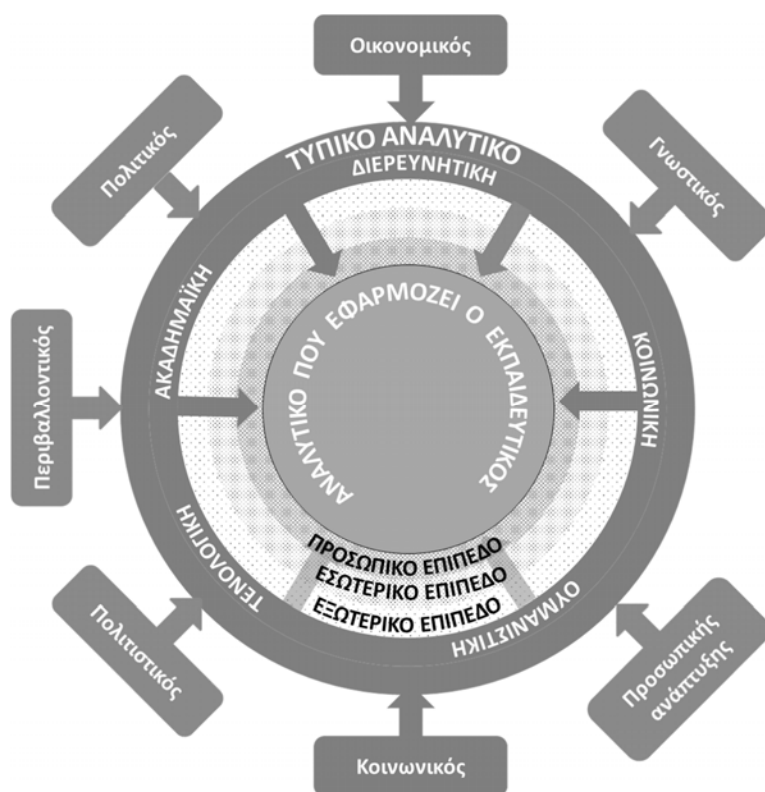 Οικονομικός
Πολιτικός
Γνωστικός
ΤΥΠΙΚΟ ΑΝΑΛΥΤΙΚΟ
ΔΙΕΡΕΥΝΗΤΙΚΗ
ΑΚΑΔΗΜΑΪΚΗ
ΚΟΙΝΩΝΙΚΗ
ΑΝΑΛΥΤΙΚΟ ΠΟΥ ΕΦΑΡΜΟΖΕΙ Ο ΕΚΠΑΙΔΕΥΤΙΚΟΣ
Περιβαλλοντικός
ΤΕΝΟΛΟΓΙΚΗ
ΟΥΜΑΝΙΣΤΙΚΗ
ΠΡΟΣΩΠΙΚΟ ΕΠΙΠΕΔΟ
ΕΣΩΤΕΡΙΚΟ ΕΠΙΠΕΔΟ
ΕΞΩΤΕΡΙΚΟ ΕΠΙΠΕΔΟ
Πολιτιστικός
Προσωπικής
ανάπτυξης
Κοινωνικός